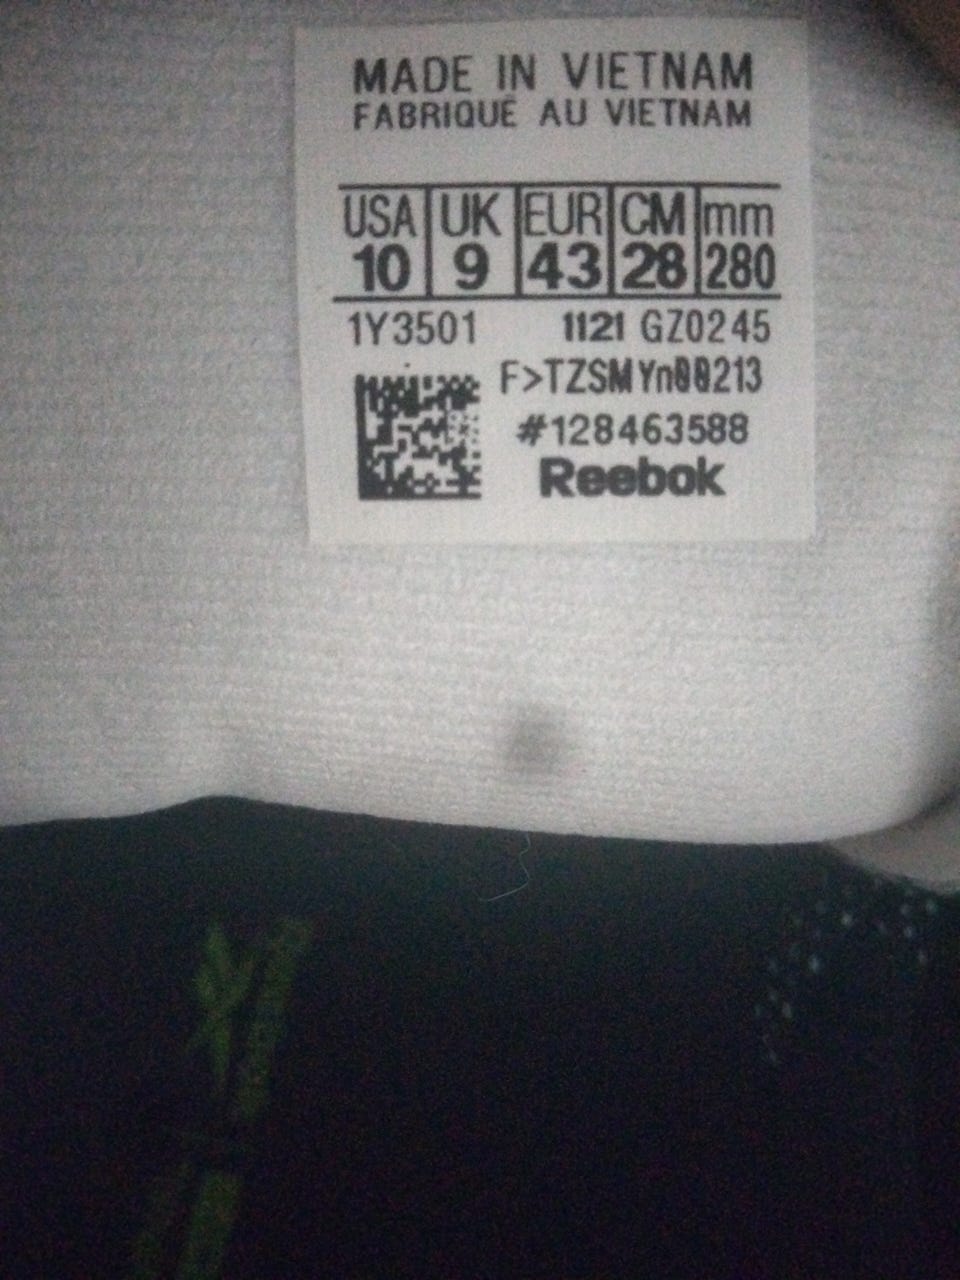 MADE IN VIETNAM
FABRIQUÉ AU VIETNAM
USA UK EUR CM mm
10 9 43 28 280
1Y3501 1121 GZ0245
F>TZSMYn00213
#128463588
Reebok